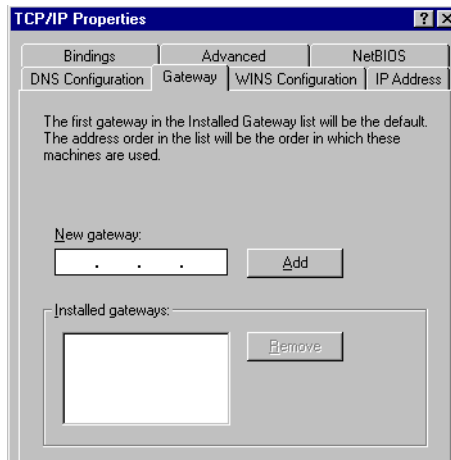 TCP/IP Properties
? ×
Bindings Advanced NetBIOS
DNS Configuration Gateway WINS Configuration IP Address
The first gateway in the Installed Gateway list will be the default.
The address order in the list will be the order in which these
machines are used.
New gateway:
. . . Add
Installed gateways:
Remove